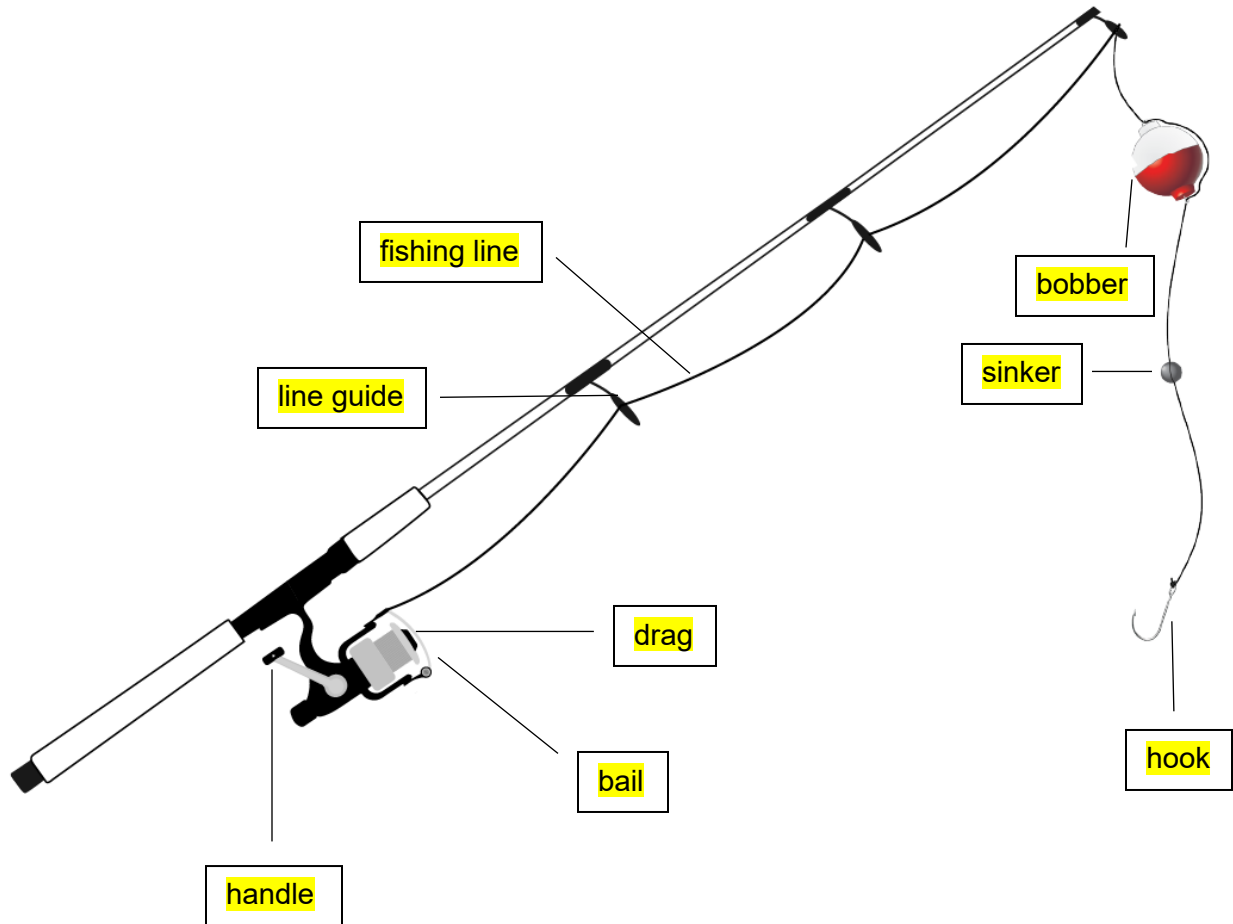 fishing line
bobber
sinker
line guide
drag
bail
hook
handle